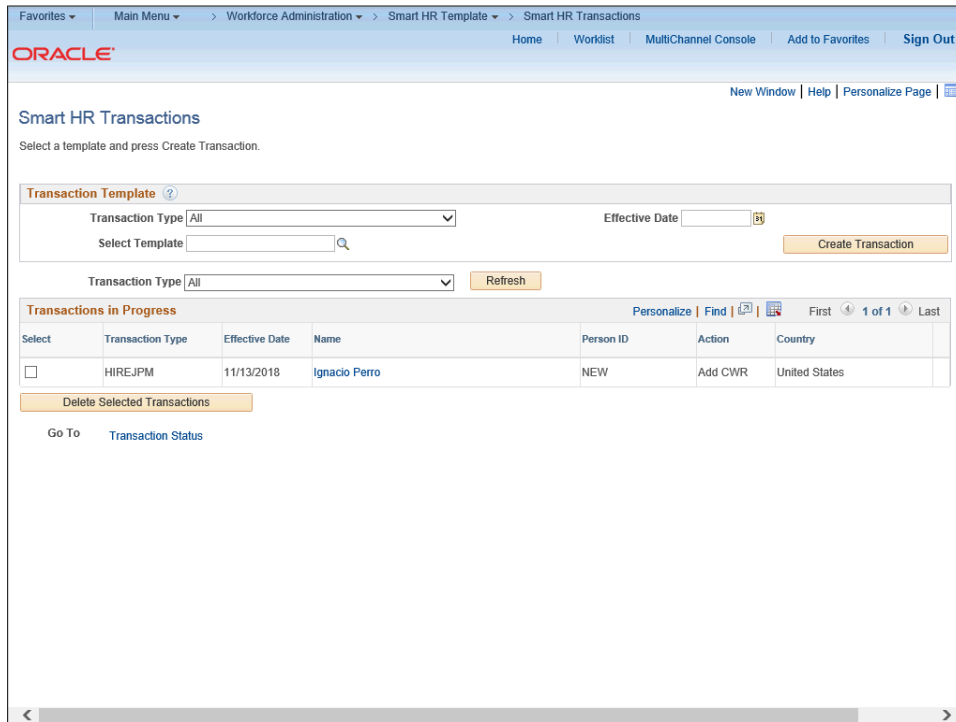 Favorites Main Menu > Workforce Administration > Smart HR Template > Smart HR Transactions
Home Worklist MultiChannel Console Add to Favorites Sign Out
ORACLE
New Window | Help | Personalize Page |
Smart HR Transactions
Select a template and press Create Transaction.
Transaction Template ?
Transaction Type All Effective Date 31
Select Template Create Transaction
Transaction Type All Refresh
Transactions in Progress Personalize | Find | | First 1 of 1 Last
Select Transaction Type Effective Date Name Person ID Action Country
HIREJPM 11/13/2018 Ignacio Perro NEW Add CWR United States
Delete Selected Transactions
Go To Transaction Status